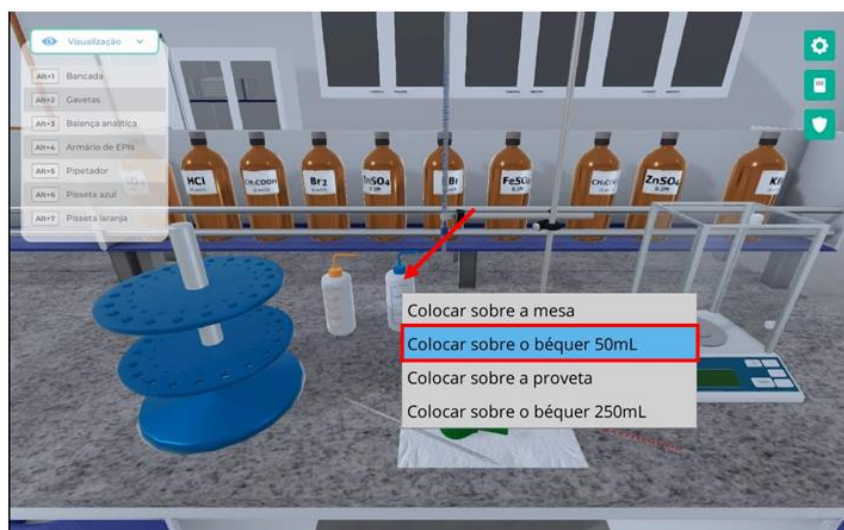 Visualização
Alt+1 Bancada
Alt+2 Gavetas
Alt+3 Balança analítica
Alt+4 Armário de EPIs
Alt+5 Pipetador
Alt+6 Pisseta azul
Alt+7 Pisseta laranja
HCl
CH₃COOH
Br2
ZnSO₄
FeSO₄
ZnSO₄
Colocar sobre a mesa
Colocar sobre o béquer 50mL
Colocar sobre a proveta
Colocar sobre o béquer 250mL